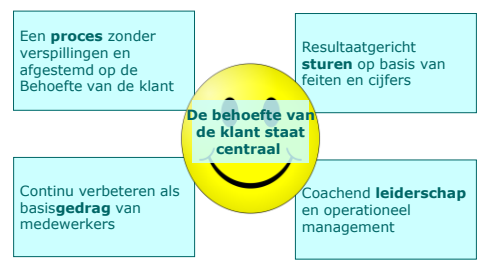 Een proces zonder
verspillingen en
afgestemd op de
Behoefte van de klant
Resultaatgericht
sturen op basis van
feiten en cijfers
De behoefte van
de klant staat
centraal
Continu verbeteren als
basisgedrag van
medewerkers
Coachend leiderschap
en operationeel
management